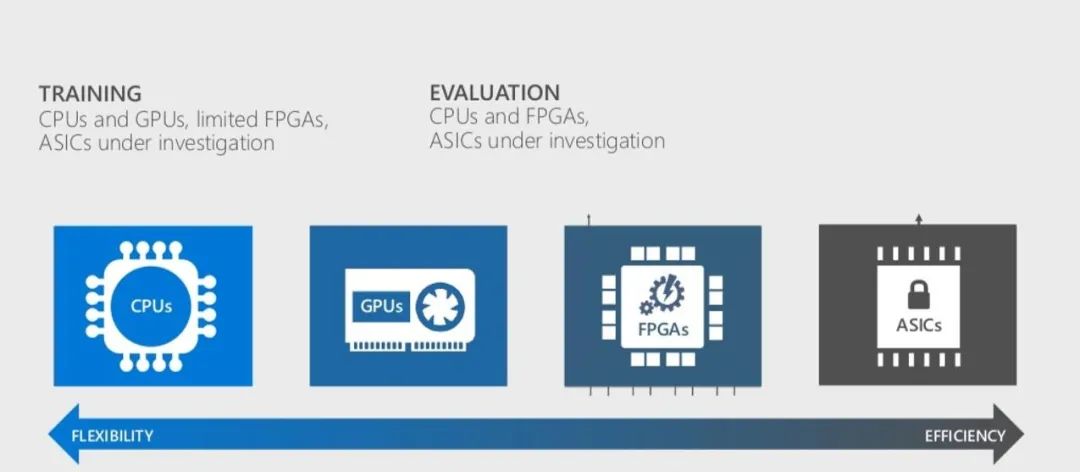 TRAINING
CPUs and GPUs, limited FPGAs,
ASICs under investigation
EVALUATION
CPUs and FPGAs,
ASICs under investigation
CPUs
GPUs
FPGAs
ASICs
FLEXIBILITY
EFFICIENCY